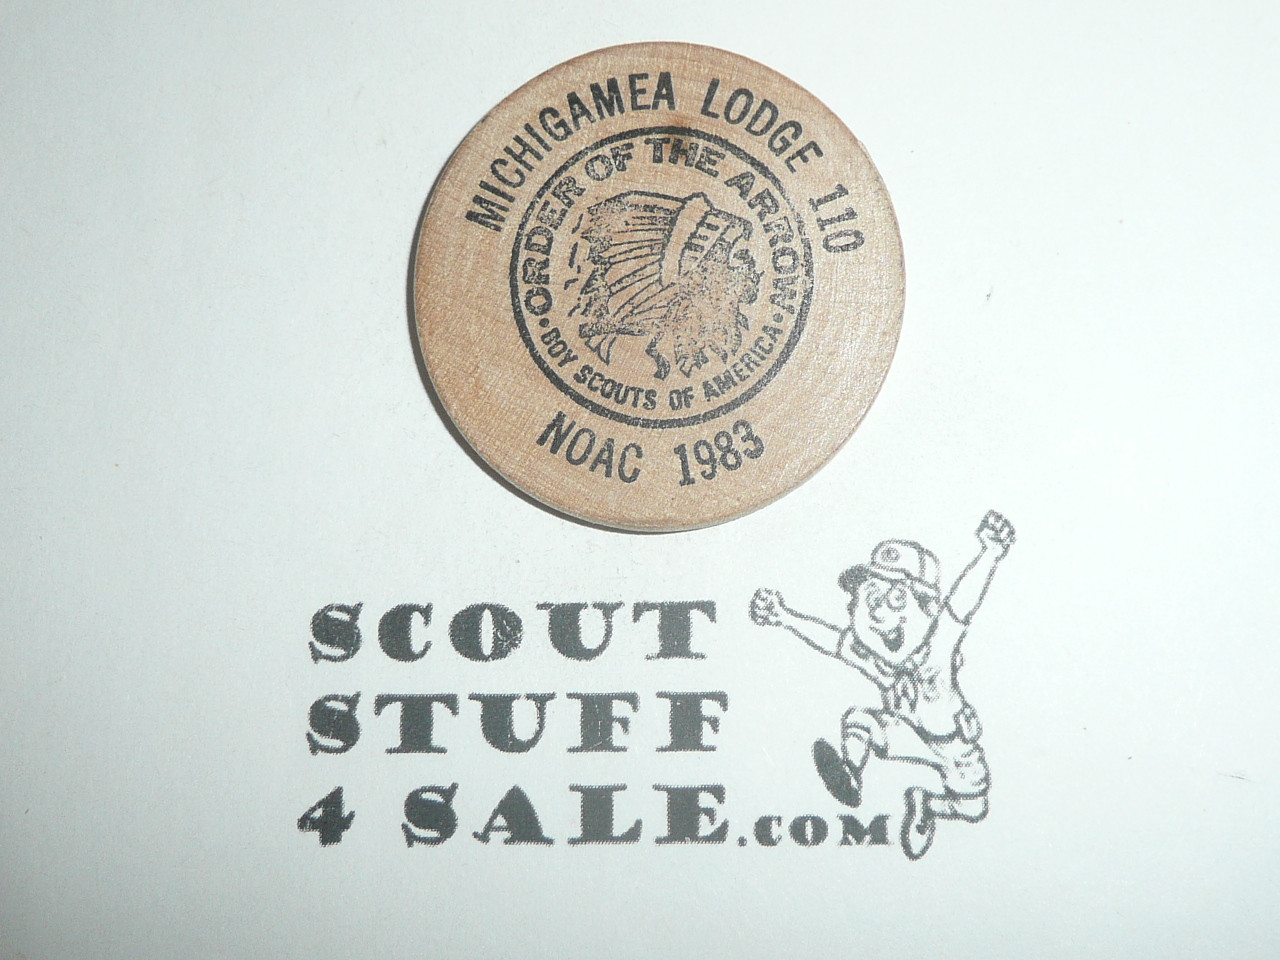 MICHIGAMEA LODGE 110
ORDER OF THE ARROW
• BOY SCOUTS OF AMERICA •
NOAC 1983
SCOUT
STUFF
4 SALE.COM